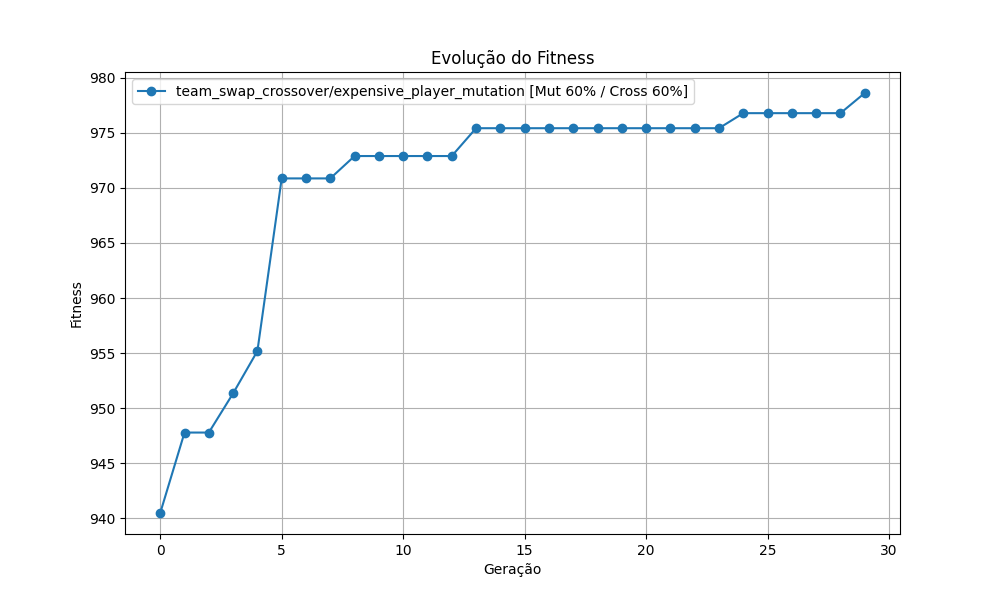 Evolução do Fitness
team_swap_crossover/expensive_player_mutation [Mut 60% / Cross 60%]
Fitness
980
975
970
965
960
955
950
945
940
0 5 10 15 20 25 30
Geração